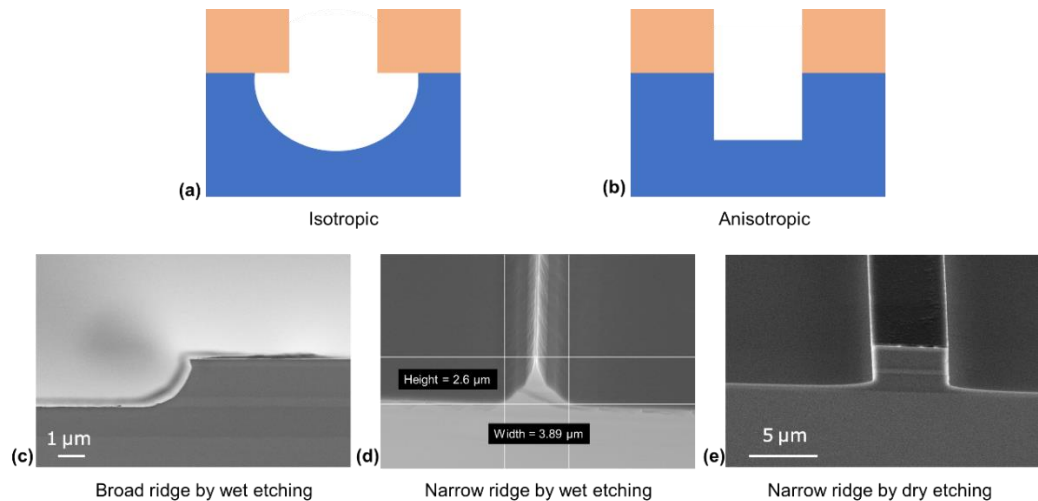 (a)
Isotropic
(b)
Anisotropic
1 μm
(c)
Broad ridge by wet etching
Height = 2.6 μm
Width = 3.89 μm
(d)
Narrow ridge by wet etching
5 μm
(e)
Narrow ridge by dry etching